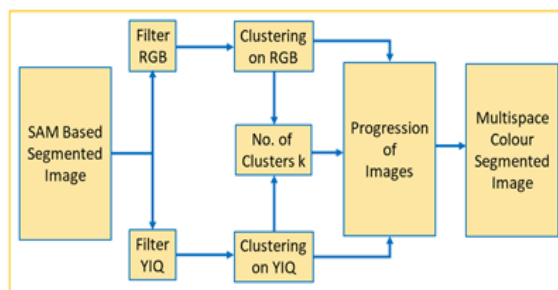 SAM Based
Segmented
Image
Filter
RGB
Clustering
on RGB
No. of
Clusters k
Filter
YIQ
Clustering
on YIQ
Progression
of
Images
Multispace
Colour
Segmented
Image